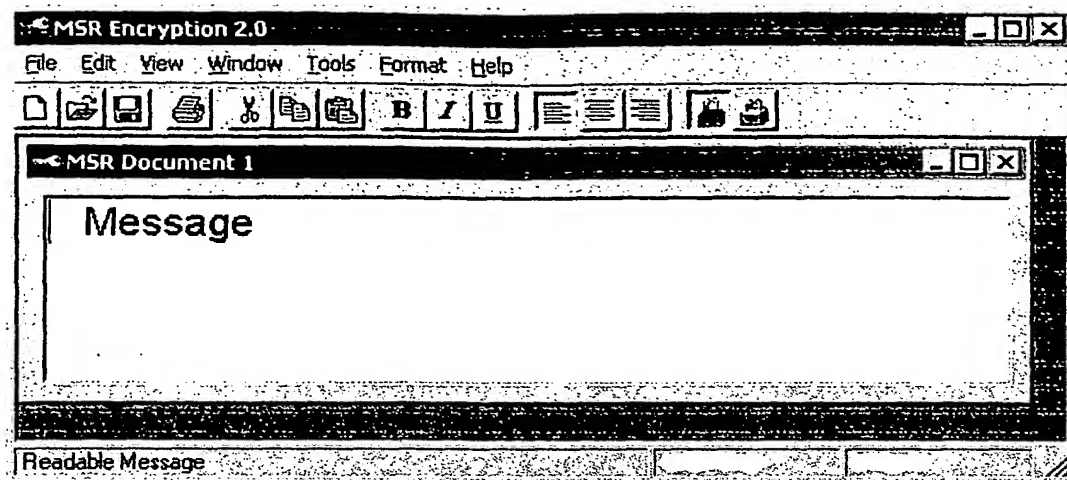 MSR Encryption 2.0
File Edit View Window Tools Format Help
B I U
MSR Document 1
Message
Readable Message